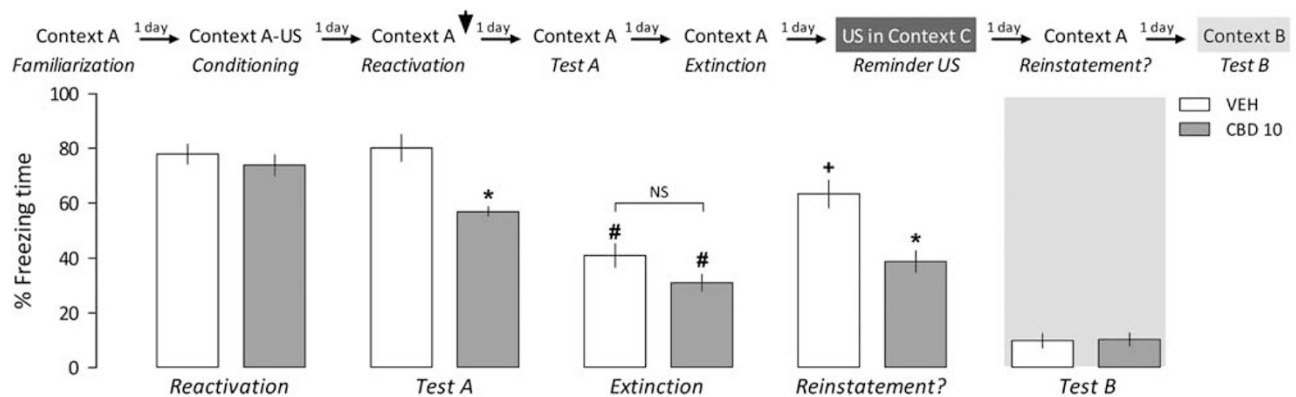 Context A 1 day Context A-US 1 day Context A 1 day Context A 1 day Context A 1 day US in Context C 1 day Context A 1 day Context B
Familiarization Conditioning Reactivation Test A Extinction Reminder US Reinstatement? Test B
100
VEH
CBD 10
80
60
40
20
0
% Freezing time
*
NS
#
#
+
*
Reactivation Test A Extinction Reinstatement? Test B